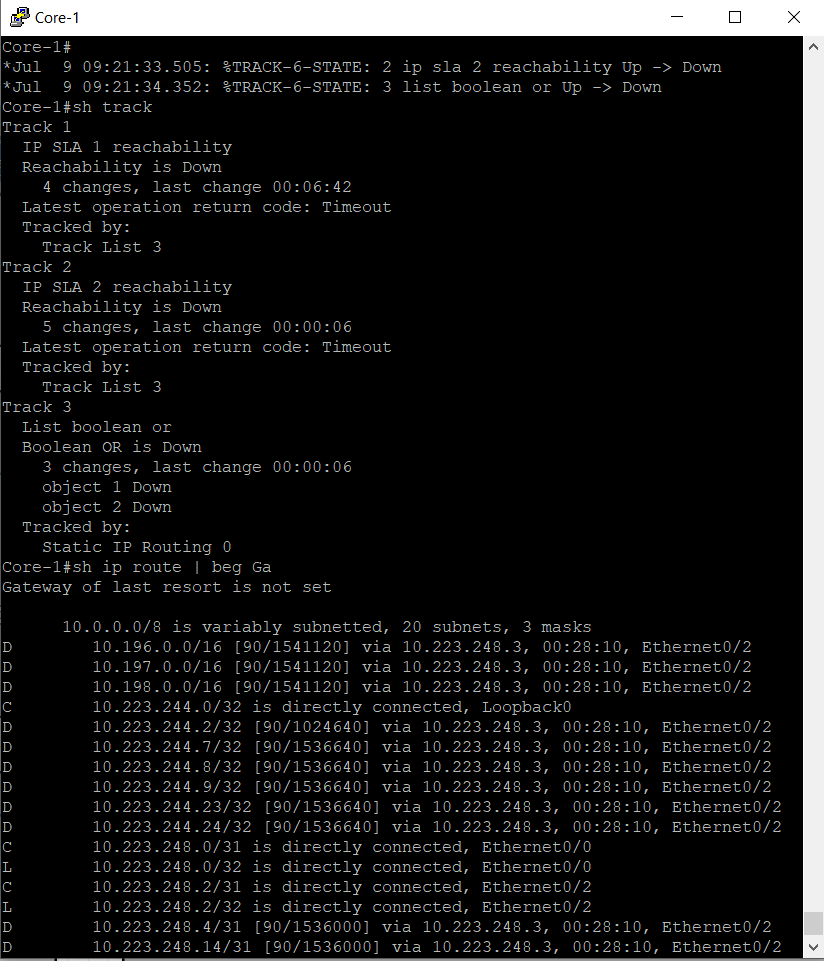 Core-1
Core-1#
*Jul  9 09:21:33.505: %TRACK-6-STATE: 2 ip sla 2 reachability Up -> Down
*Jul  9 09:21:34.352: %TRACK-6-STATE: 3 list boolean or Up -> Down
Core-1#sh track
Track 1
  IP SLA 1 reachability
  Reachability is Down
    4 changes, last change 00:06:42
  Latest operation return code: Timeout
  Tracked by:
    Track List 3
Track 2
  IP SLA 2 reachability
  Reachability is Down
    5 changes, last change 00:00:06
  Latest operation return code: Timeout
  Tracked by:
    Track List 3
Track 3
  List boolean or
  Boolean OR is Down
    3 changes, last change 00:00:06
    object 1 Down
    object 2 Down
  Tracked by:
    Static IP Routing 0
Core-1#sh ip route | beg Ga
Gateway of last resort is not set
      10.0.0.0/8 is variably subnetted, 20 subnets, 3 masks
D        10.196.0.0/16 [90/1541120] via 10.223.248.3, 00:28:10, Ethernet0/2
D        10.197.0.0/16 [90/1541120] via 10.223.248.3, 00:28:10, Ethernet0/2
D        10.198.0.0/16 [90/1541120] via 10.223.248.3, 00:28:10, Ethernet0/2
C        10.223.244.0/32 is directly connected, Loopback0
D        10.223.244.2/32 [90/1024640] via 10.223.248.3, 00:28:10, Ethernet0/2
D        10.223.244.7/32 [90/1536640] via 10.223.248.3, 00:28:10, Ethernet0/2
D        10.223.244.8/32 [90/1536640] via 10.223.248.3, 00:28:10, Ethernet0/2
D        10.223.244.9/32 [90/1536640] via 10.223.248.3, 00:28:10, Ethernet0/2
D        10.223.244.23/32 [90/1536640] via 10.223.248.3, 00:28:10, Ethernet0/2
D        10.223.244.24/32 [90/1536640] via 10.223.248.3, 00:28:10, Ethernet0/2
C        10.223.248.0/31 is directly connected, Ethernet0/0
L        10.223.248.0/32 is directly connected, Ethernet0/0
C        10.223.248.2/31 is directly connected, Ethernet0/2
L        10.223.248.2/32 is directly connected, Ethernet0/2
D        10.223.248.4/31 [90/1536000] via 10.223.248.3, 00:28:10, Ethernet0/2
D        10.223.248.14/31 [90/1536000] via 10.223.248.3, 00:28:10, Ethernet0/2